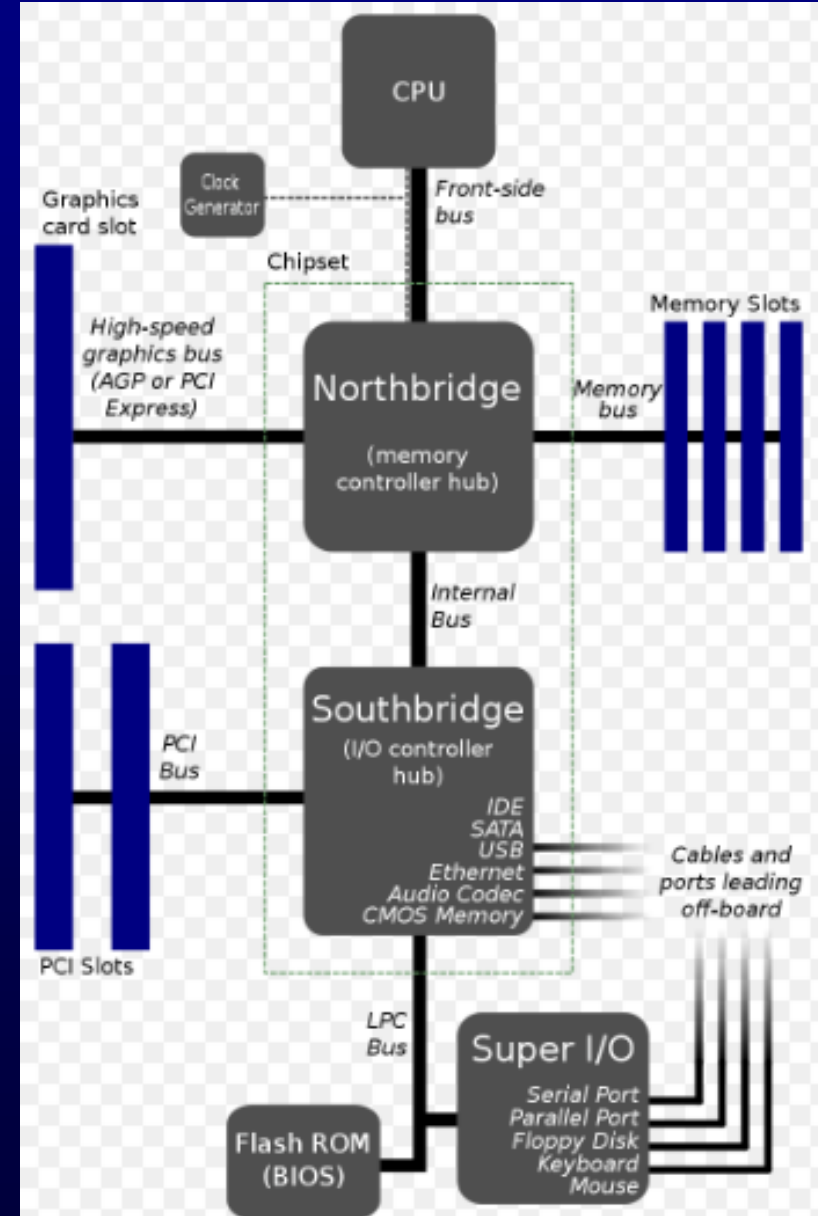 CPU
Clock
Generator
Front-side
bus
Graphics
card slot
Chipset
High-speed
graphics bus
(AGP or PCI
Express)
Northbridge
(memory
controller hub)
Memory
bus
Memory Slots
Internal
Bus
PCI
Bus
PCI Slots
Southbridge
(I/O controller
hub)
IDE
SATA
USB
Ethernet
Audio Codec
CMOS Memory
Cables and
ports leading
off-board
LPC
Bus
Super I/O
Serial Port
Parallel Port
Floppy Disk
Keyboard
Mouse
Flash ROM
(BIOS)